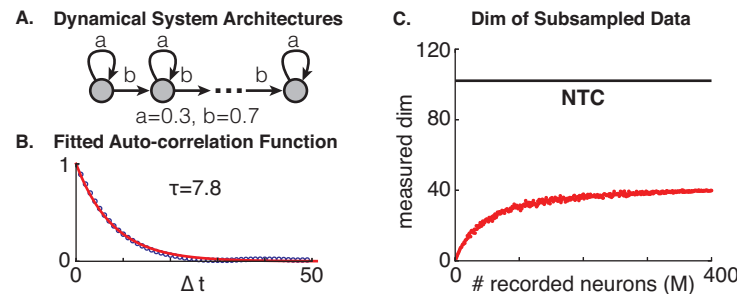 A. Dynamical System Architectures
a a a
b b b
a=0.3, b=0.7
B. Fitted Auto-correlation Function
1
τ=7.8
0
0 50
Δ t
C. Dim of Subsampled Data
120
NTC
80
measured dim
40
0
0 400
# recorded neurons (M)